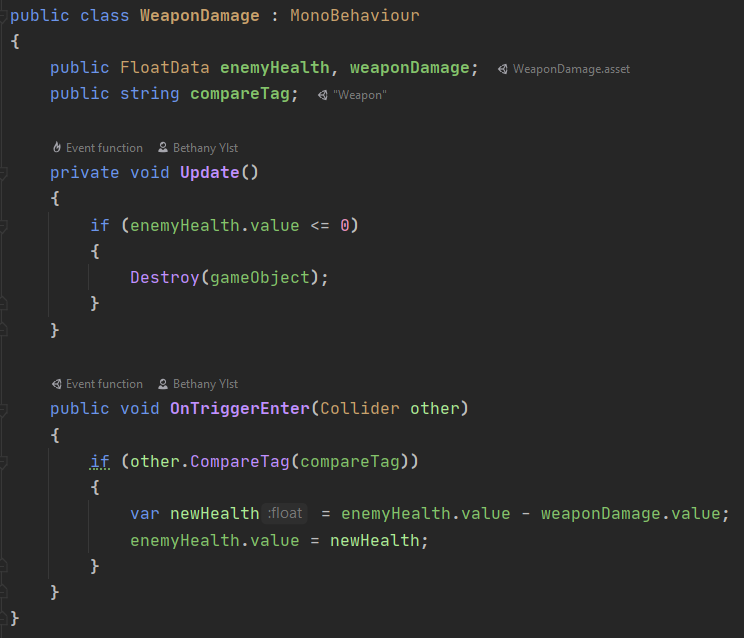 public class WeaponDamage : MonoBehaviour
{
    public FloatData enemyHealth, weaponDamage; WeaponDamage.asset
    public string compareTag; "Weapon"
    Event function Bethany Ylst
    private void Update()
    {
        if (enemyHealth.value <= 0)
        {
            Destroy(gameObject);
        }
    }
    Event function Bethany Ylst
    public void OnTriggerEnter(Collider other)
    {
        if (other.CompareTag(compareTag))
        {
            var newHealth :float = enemyHealth.value - weaponDamage.value;
            enemyHealth.value = newHealth;
        }
    }
}